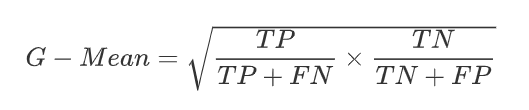 G − Mean = √(TP / (TP + FN) × TN / (TN + FP))